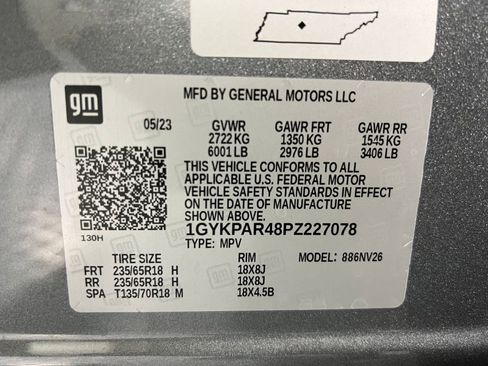 gm
MFD BY GENERAL MOTORS LLC
05/23 GVWR GAWR FRT GAWR RR
2722 KG 1350 KG 1545 KG
6001 LB 2976 LB 3406 LB
THIS VEHICLE CONFORMS TO ALL
APPLICABLE U.S. FEDERAL MOTOR
VEHICLE SAFETY STANDARDS IN EFFECT
ON THE DATE OF MANUFACTURE
SHOWN ABOVE.
130H 1GYKPAR48PZ227078
TYPE: MPV
TIRE SIZE RIM MODEL: 886NV26
FRT 235/65R18 H 18X8J
RR 235/65R18 H 18X8J
SPA T135/70R18 M 18X4.5B